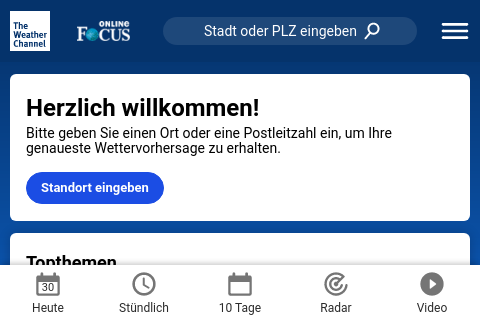 The
Weather
Channel
ONLINE
FOCUS
Stadt oder PLZ eingeben
Herzlich willkommen!
Bitte geben Sie einen Ort oder eine Postleitzahl ein, um Ihre
genaueste Wettervorhersage zu erhalten.
Standort eingeben
Topthemen
30
Heute
Stündlich
10 Tage
Radar
Video